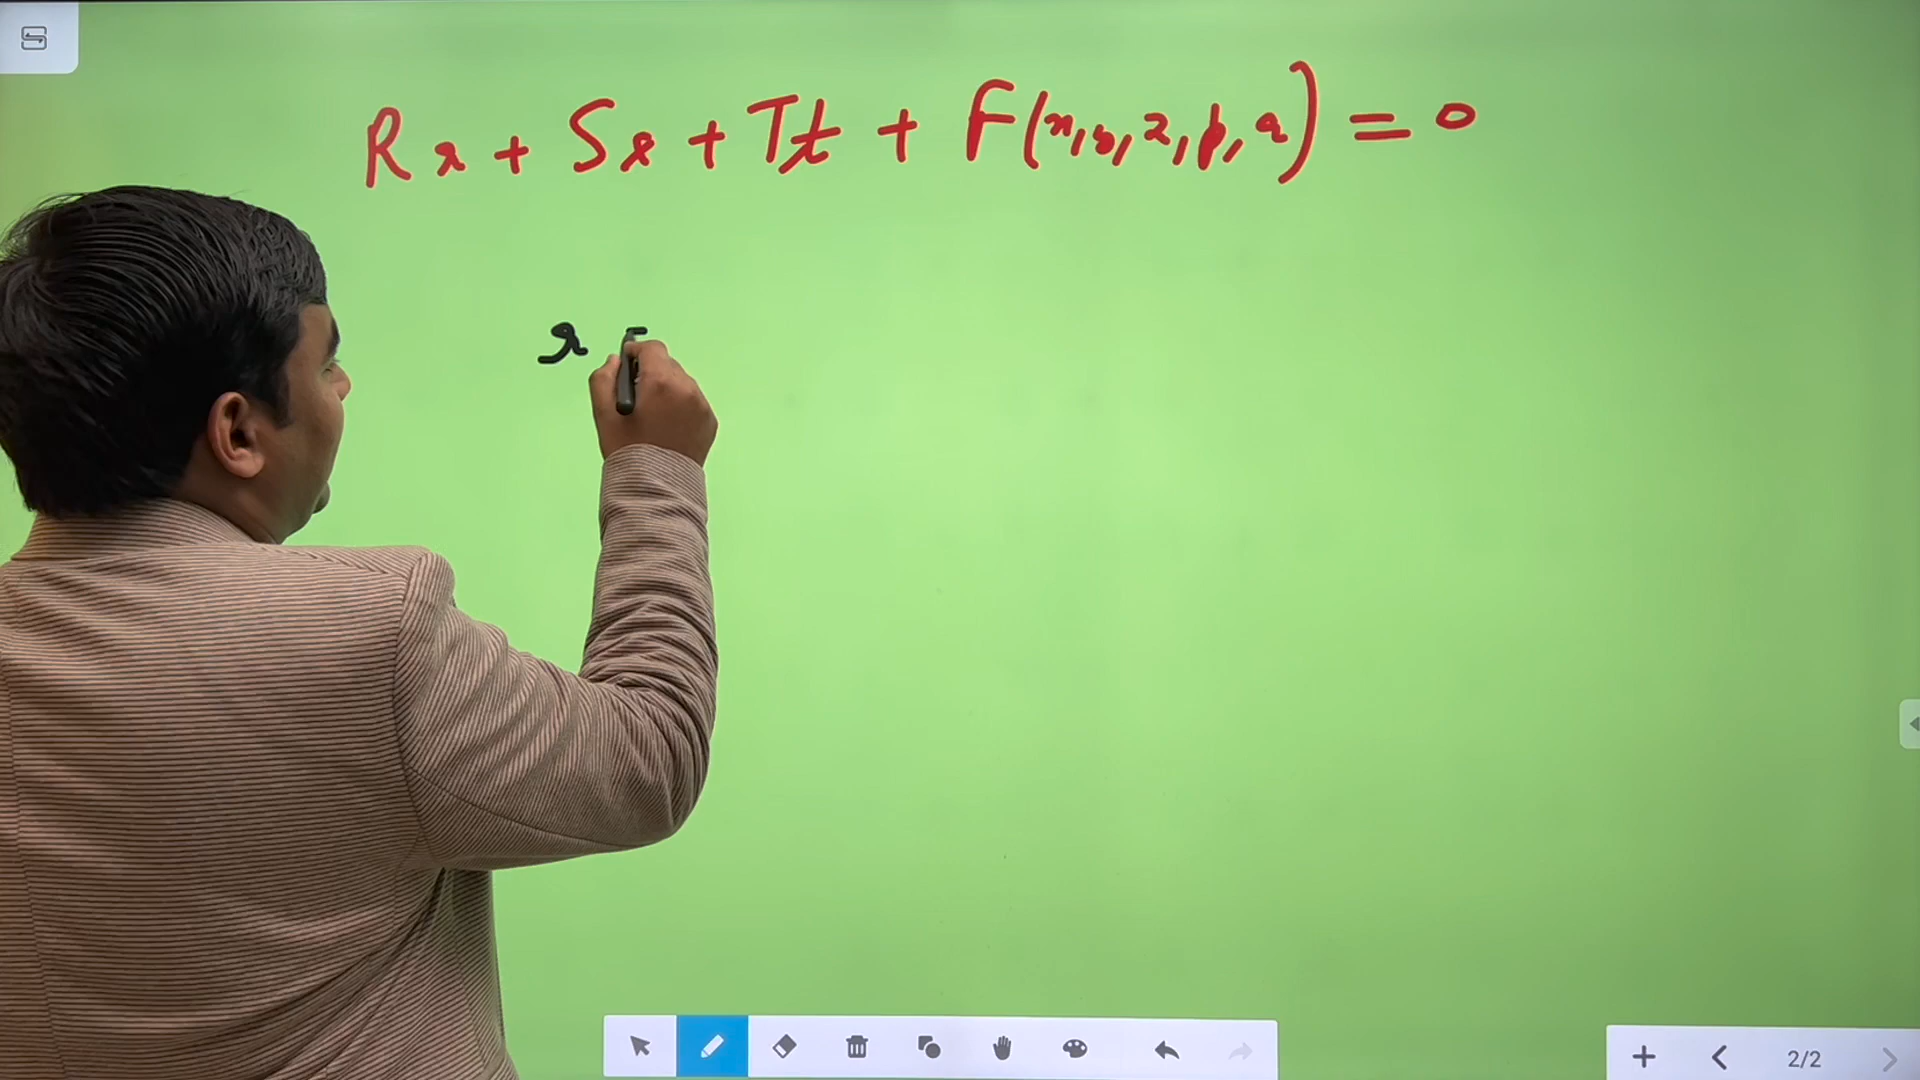 Rr + Ss + Tt + F(x, y, z, p, q) = 0
r =
2/2